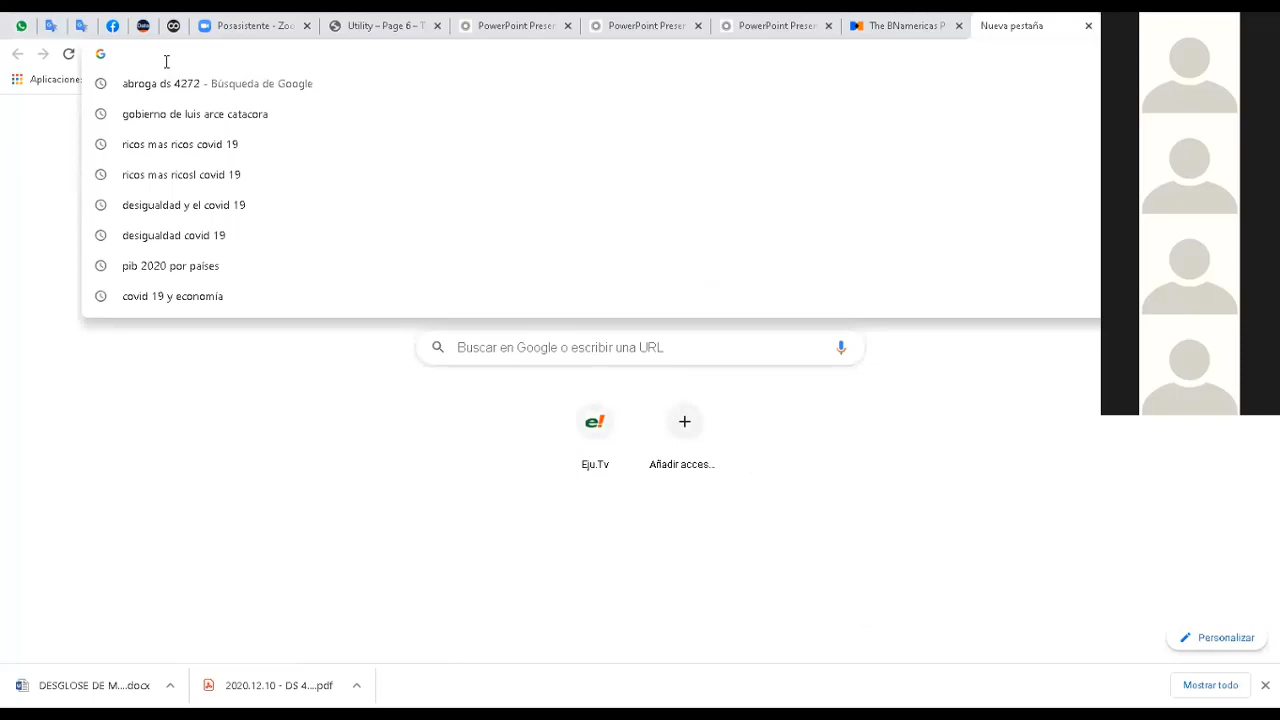 Posasistente - Zoo
Utility – Page 6 – T
PowerPoint Preser
PowerPoint Preser
PowerPoint Preser
The BNamericas P
Nueva pestaña
Aplicacione
abroga ds 4272 - Búsqueda de Google
gobierno de luis arce catacora
ricos mas ricos covid 19
ricos mas ricosl covid 19
desigualdad y el covid 19
desigualdad covid 19
pib 2020 por países
covid 19 y economía
Buscar en Google o escribir una URL
e!
Eju.Tv
Añadir acces...
Personalizar
DESGLOSE DE M....docx
2020.12.10 - DS 4....pdf
Mostrar todo